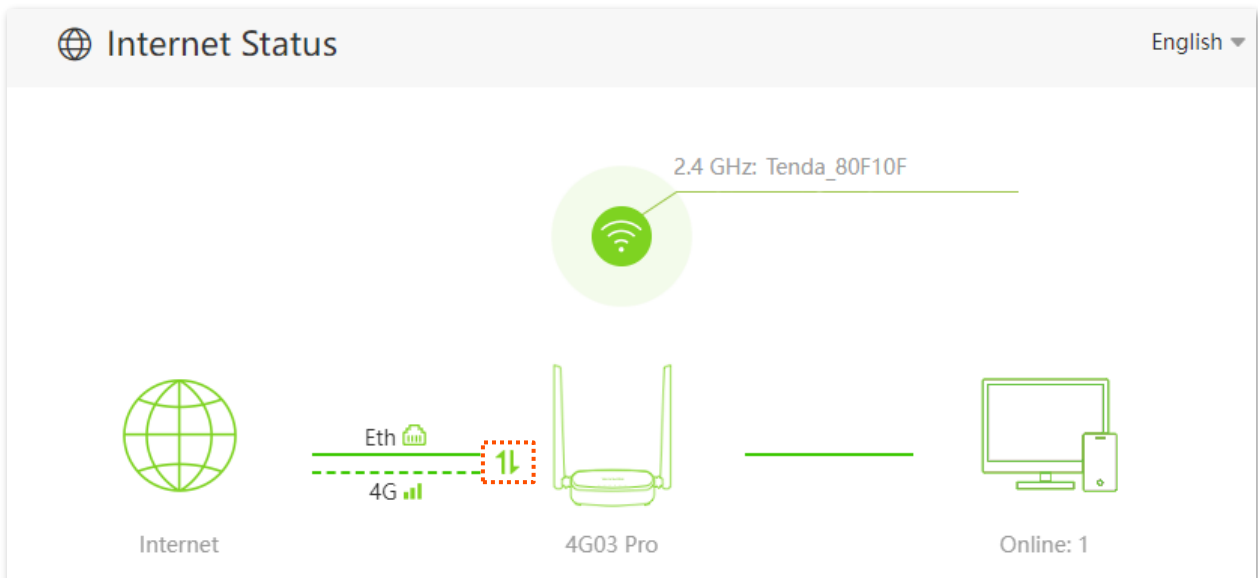 Internet Status
English
2.4 GHz: Tenda_80F10F
Eth
4G
Internet
4G03 Pro
Online: 1